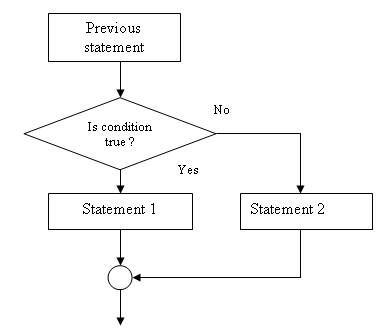 Previous
statement
No
Is condition
true?
Yes
Statement 1
Statement 2